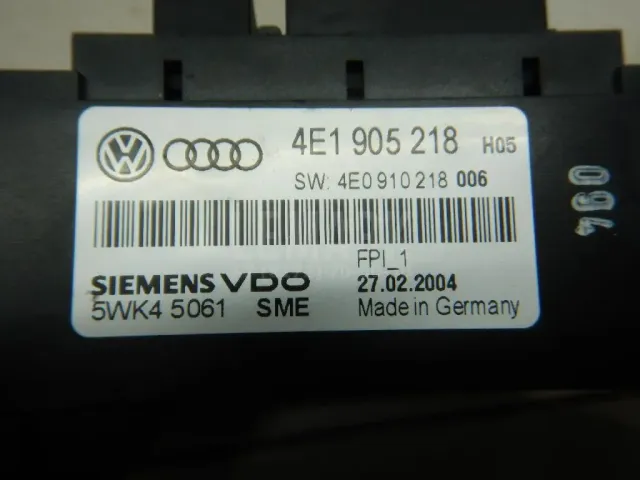 4E1 905 218 H05
SW: 4E0 910 218 006
FPI_1
SIEMENS VDO 27.02.2004
5WK4 5061 SME Made in Germany
160